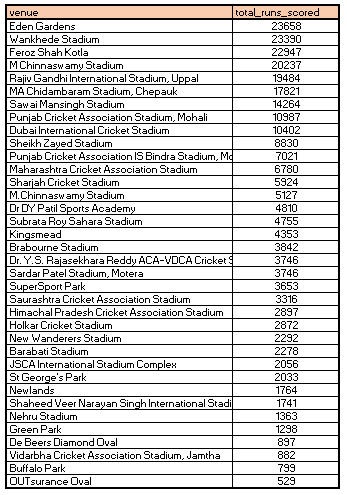 venue total_runs_scored
Eden Gardens 23658
Wankhede Stadium 23390
Feroz Shah Kotla 22947
M Chinnaswamy Stadium 20237
Rajiv Gandhi International Stadium, Uppal 19484
MA Chidambaram Stadium, Chepauk 17821
Sawai Mansingh Stadium 14264
Punjab Cricket Association Stadium, Mohali 10987
Dubai International Cricket Stadium 10402
Sheikh Zayed Stadium 8830
Punjab Cricket Association IS Bindra Stadium, Mo 7021
Maharashtra Cricket Association Stadium 6780
Sharjah Cricket Stadium 5924
M.Chinnaswamy Stadium 5127
Dr DY Patil Sports Academy 4810
Subrata Roy Sahara Stadium 4755
Kingsmead 4353
Brabourne Stadium 3842
Dr. Y.S. Rajasekhara Reddy ACA-VDCA Cricket S 3746
Sardar Patel Stadium, Motera 3746
SuperSport Park 3653
Saurashtra Cricket Association Stadium 3316
Himachal Pradesh Cricket Association Stadium 2897
Holkar Cricket Stadium 2872
New Wanderers Stadium 2292
Barabati Stadium 2278
JSCA International Stadium Complex 2056
St George's Park 2033
Newlands 1764
Shaheed Veer Narayan Singh International Stadi 1741
Nehru Stadium 1363
Green Park 1298
De Beers Diamond Oval 897
Vidarbha Cricket Association Stadium, Jamtha 882
Buffalo Park 799
OUTsurance Oval 529